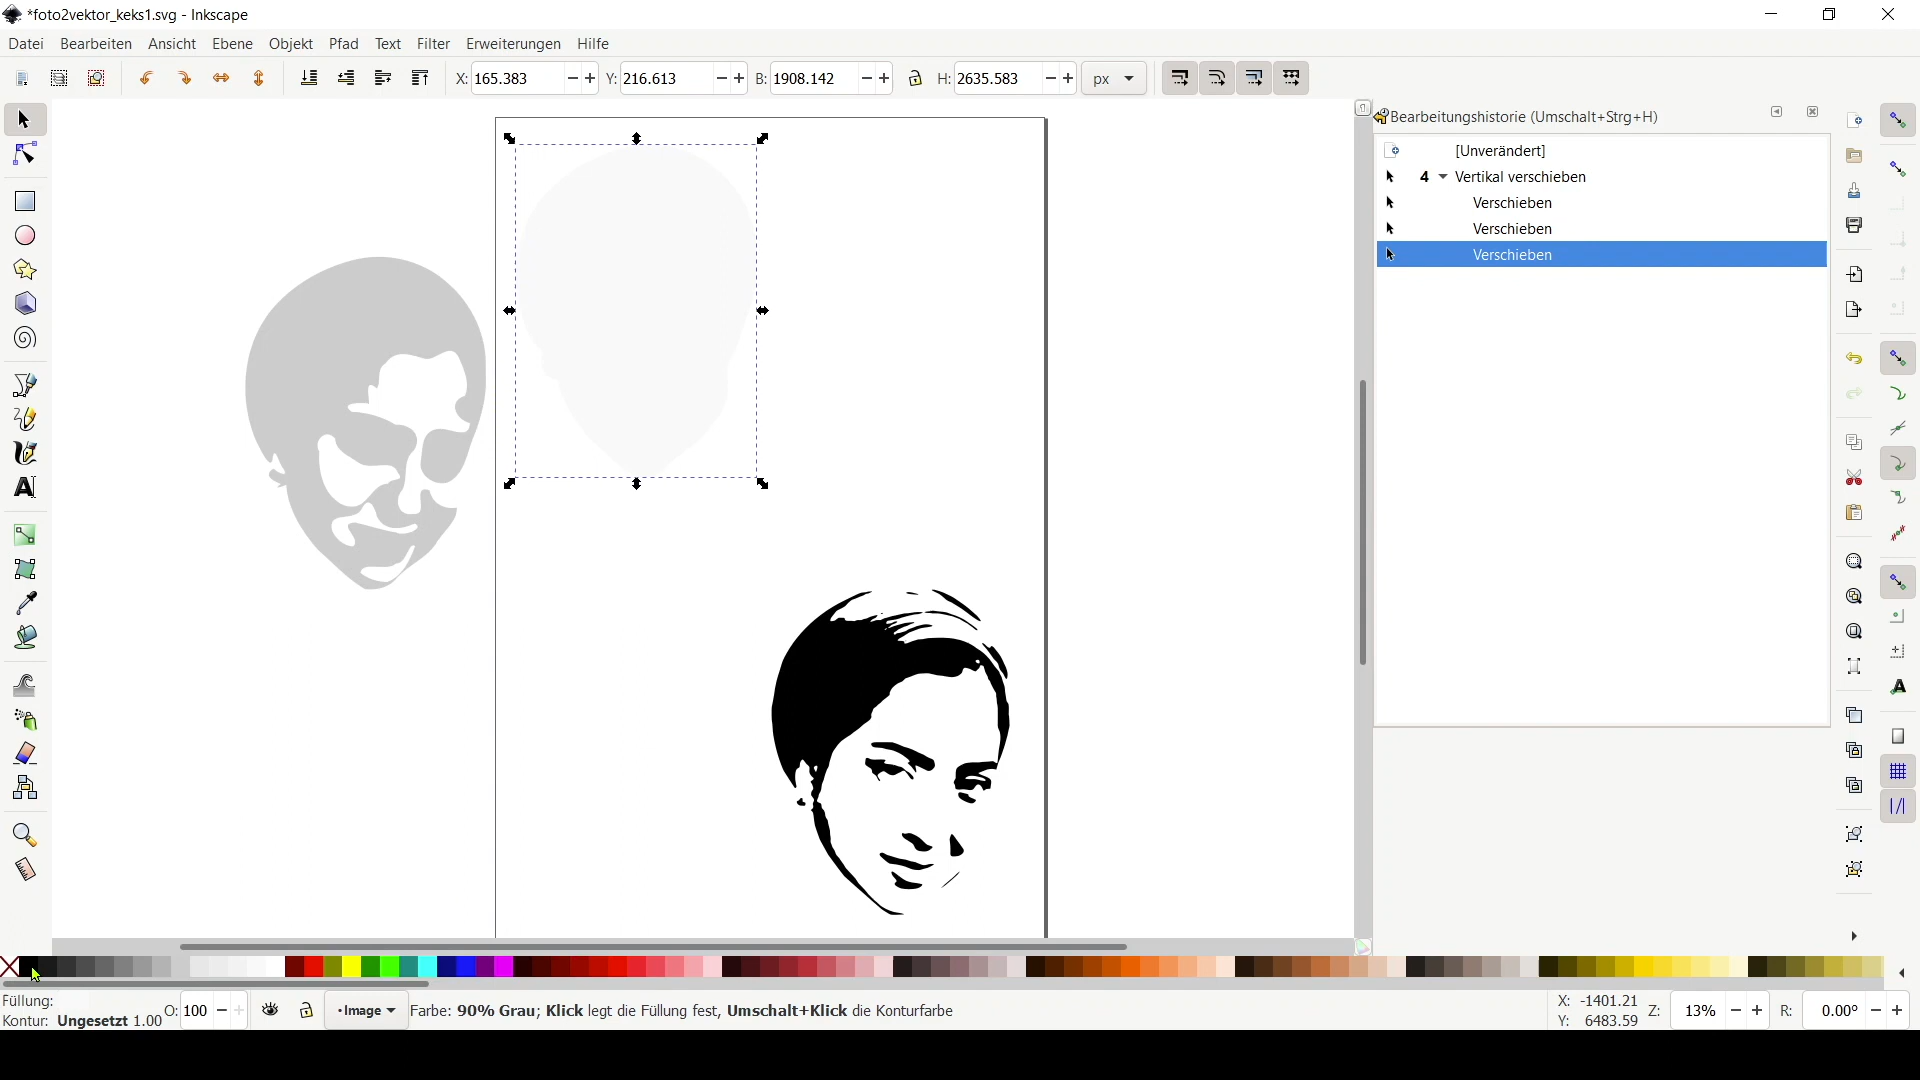 *foto2vektor_keks1.svg - Inkscape
Datei Bearbeiten Ansicht Ebene Objekt Pfad Text Filter Erweiterungen Hilfe
X: 165.383 Y: 216.613 B: 1908.142 H: 2635.583 px
Bearbeitungshistorie (Umschalt+Strg+H)
[Unverändert]
4 Vertikal verschieben
Verschieben
Verschieben
Verschieben
Füllung:
Kontur: Ungesetzt 1.00 O: 100 •Image Farbe: 90% Grau; Klick legt die Füllung fest, Umschalt+Klick die Konturfarbe
X: -1401.21
Y: 6483.59
Z: 13% R: 0.00°